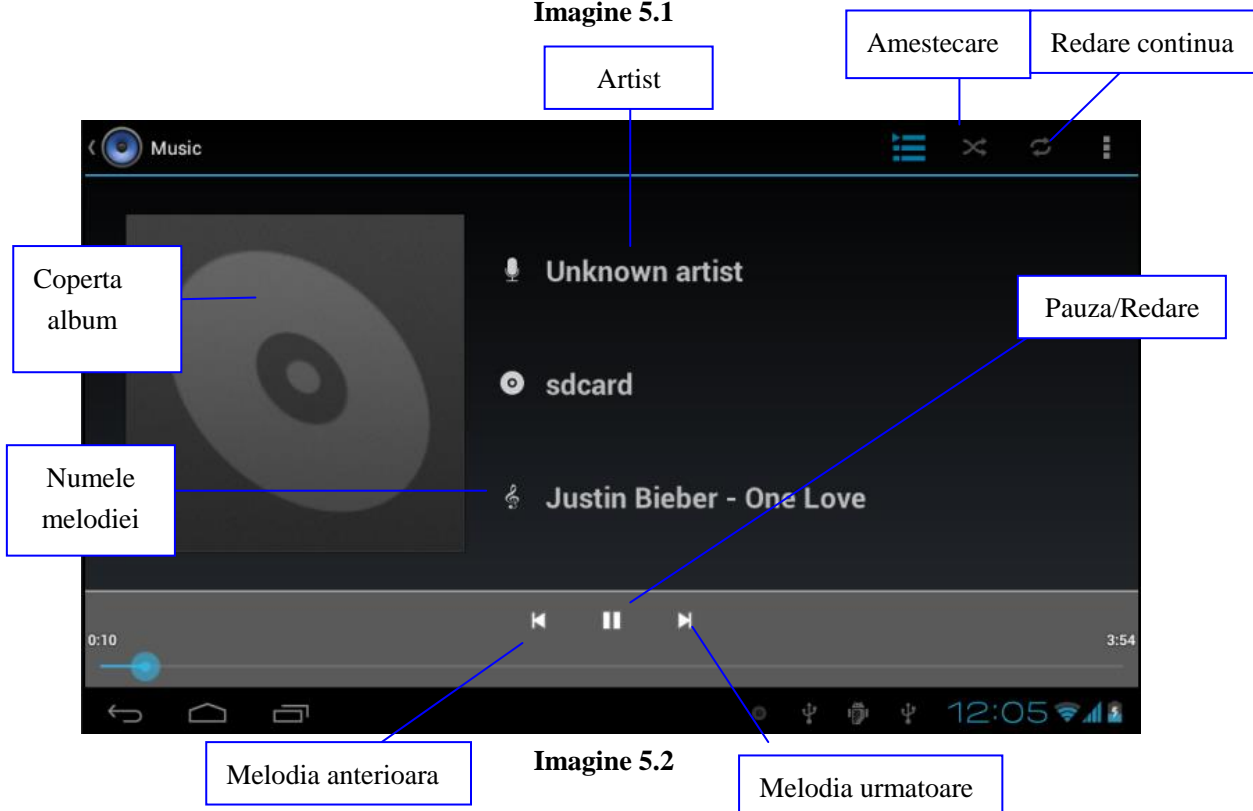 Imagine 5.1
Amestecare
Redare continua
Artist
Music
Coperta
album
Unknown artist
Pauza/Redare
sdcard
Numele
melodiei
Justin Bieber - One Love
0:10
3:54
12:05
Melodia anterioara
Imagine 5.2
Melodia urmatoare